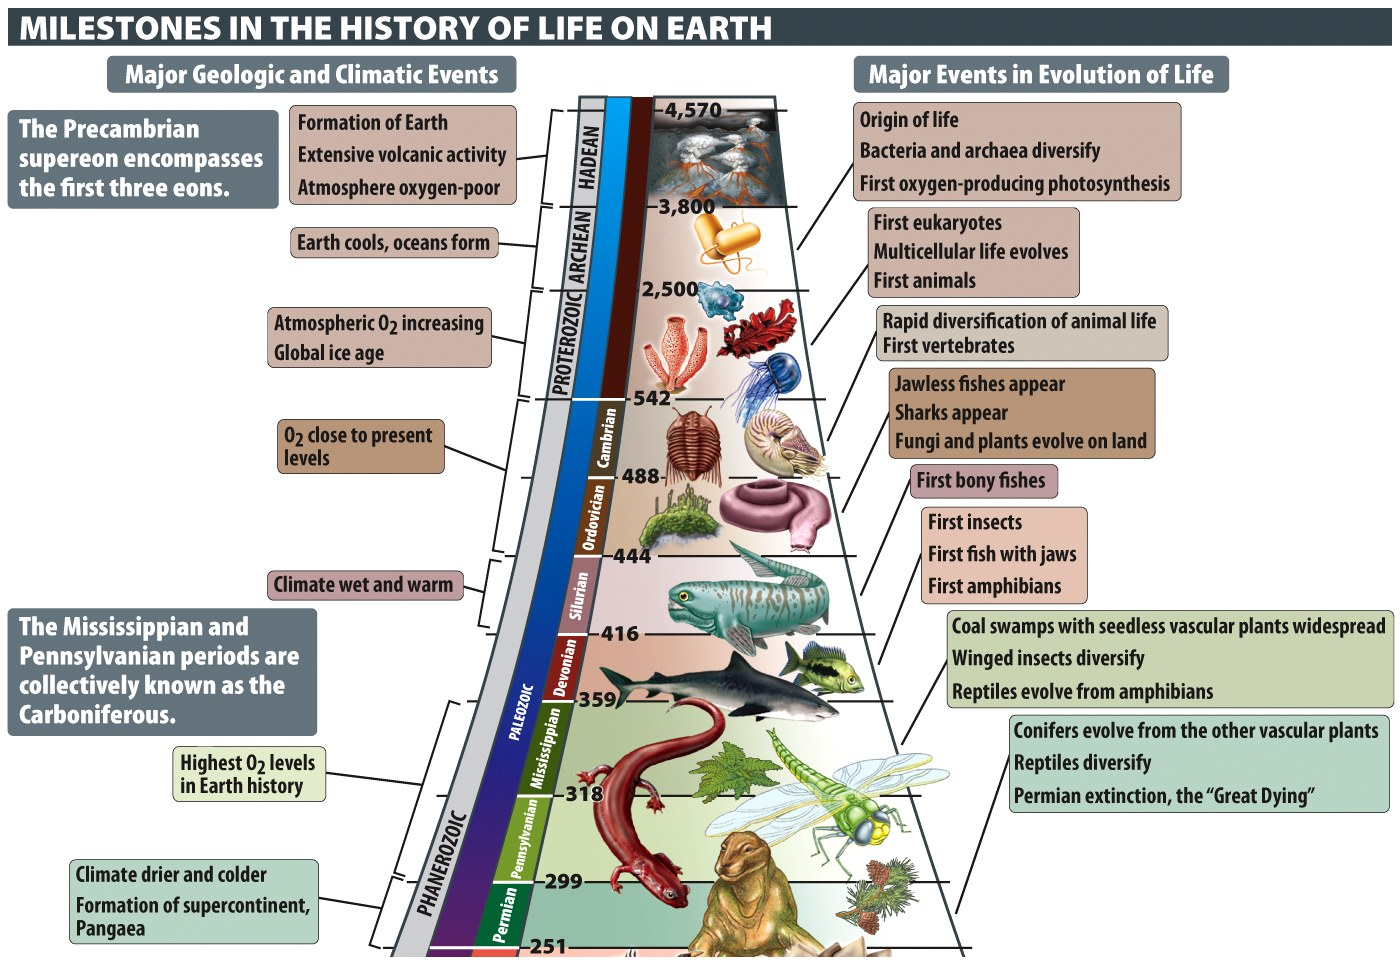 MILESTONES IN THE HISTORY OF LIFE ON EARTH
Major Geologic and Climatic Events
Major Events in Evolution of Life
The Precambrian
supereon encompasses
the first three eons.
Formation of Earth
Extensive volcanic activity
Atmosphere oxygen-poor
Earth cools, oceans form
Atmospheric O2 increasing
Global ice age
O2 close to present
levels
Climate wet and warm
The Mississippian and
Pennsylvanian periods are
collectively known as the
Carboniferous.
Highest O2 levels
in Earth history
Climate drier and colder
Formation of supercontinent,
Pangaea
HADEAN
ARCHEAN
PROTEROZOIC
PHANEROZOIC
PALEOZOIC
Cambrian
Ordovician
Silurian
Devonian
Mississippian
Pennsylvanian
Permian
4,570
3,800
2,500
542
488
444
416
359
318
299
251
Origin of life
Bacteria and archaea diversify
First oxygen-producing photosynthesis
First eukaryotes
Multicellular life evolves
First animals
Rapid diversification of animal life
First vertebrates
Jawless fishes appear
Sharks appear
Fungi and plants evolve on land
First bony fishes
First insects
First fish with jaws
First amphibians
Coal swamps with seedless vascular plants widespread
Winged insects diversify
Reptiles evolve from amphibians
Conifers evolve from the other vascular plants
Reptiles diversify
Permian extinction, the “Great Dying”